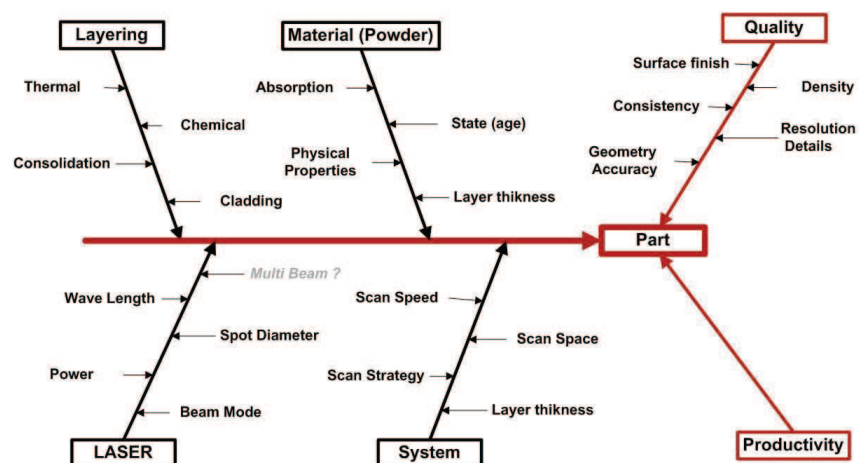 Layering
Material (Powder)
Quality
Thermal
Chemical
Consolidation
Cladding
Absorption
State (age)
Physical
Properties
Layer thikness
Surface finish
Density
Consistency
Resolution
Details
Geometry
Accuracy
Part
Multi Beam ?
Wave Length
Spot Diameter
Power
Beam Mode
Scan Speed
Scan Space
Scan Strategy
Layer thikness
LASER
System
Productivity